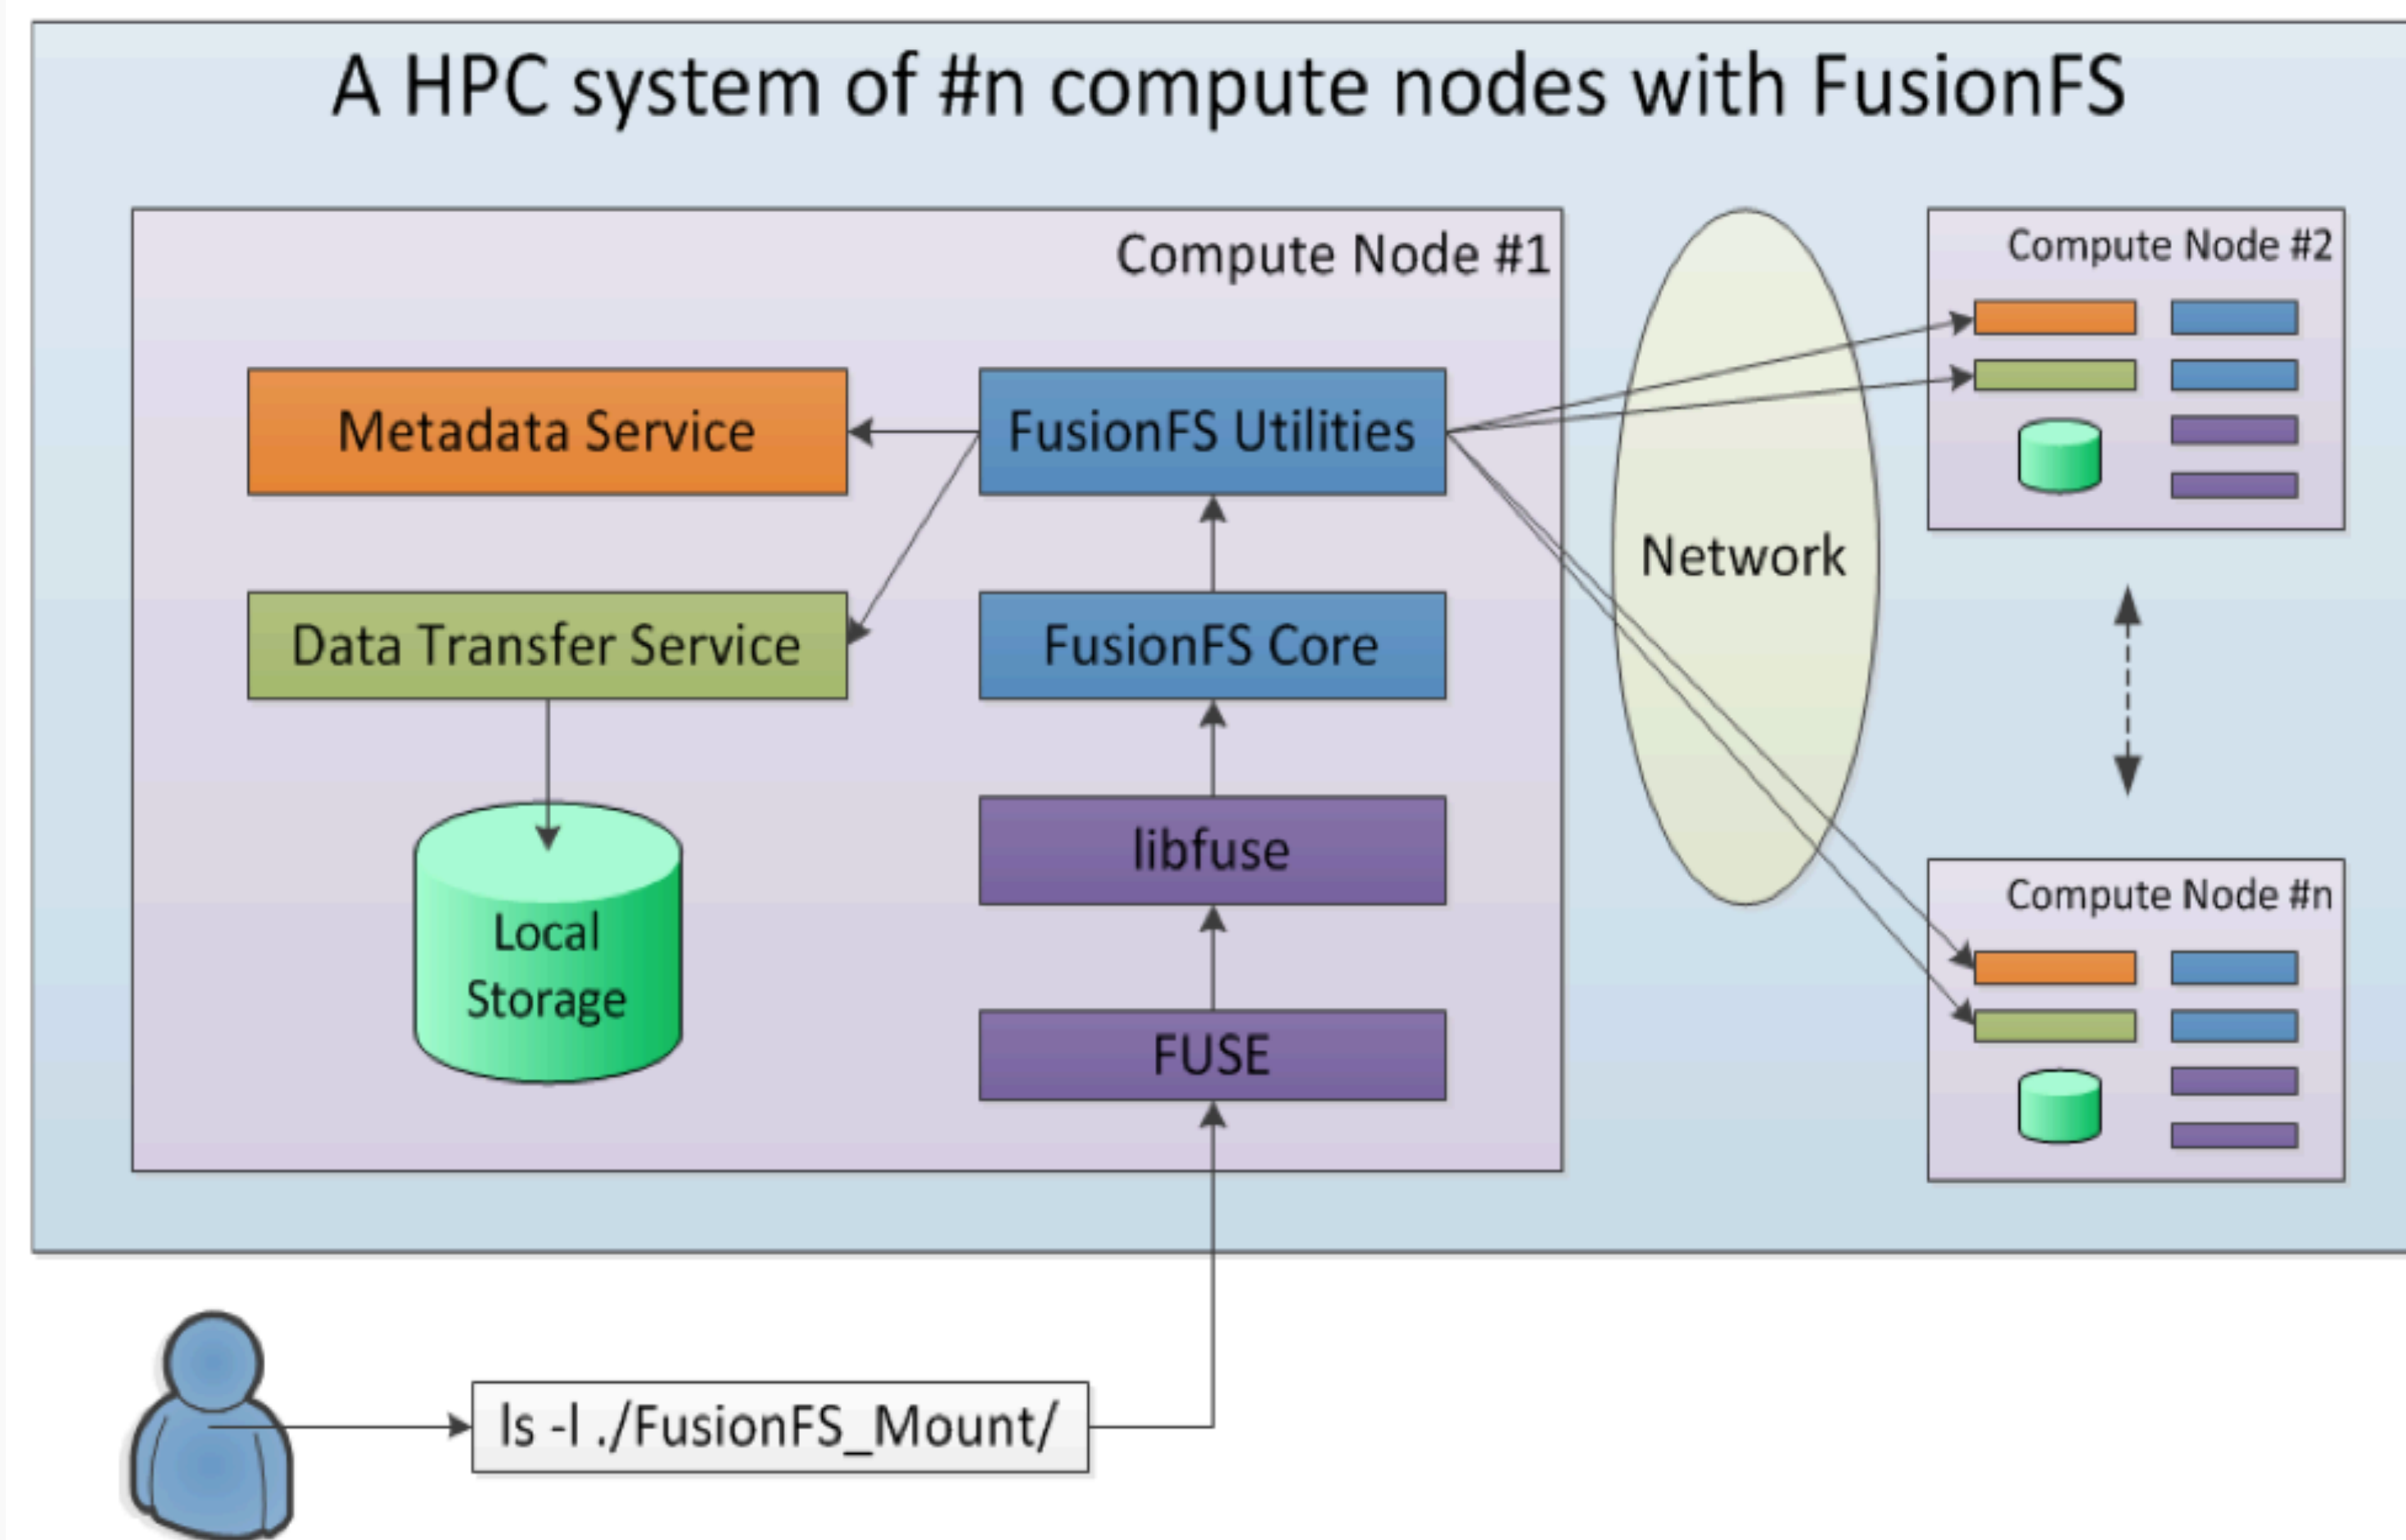 A HPC system of #n compute nodes with FusionFS
Compute Node #1
Metadata Service
FusionFS Utilities
Data Transfer Service
FusionFS Core
libfuse
Local
Storage
FUSE
Network
Compute Node #2
Compute Node #n
ls -l ./FusionFS_Mount/